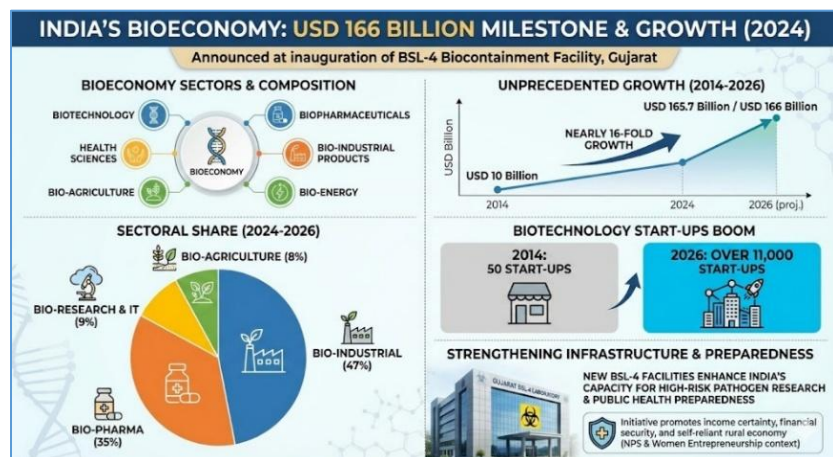 INDIA'S BIOECONOMY: USD 166 BILLION MILESTONE & GROWTH (2024)
Announced at inauguration of BSL-4 Biocontainment Facility, Gujarat
BIOECONOMY SECTORS & COMPOSITION
BIOTECHNOLOGY
BIOPHARMACEUTICALS
HEALTH
SCIENCES
BIO-INDUSTRIAL
PRODUCTS
BIOECONOMY
BIO-AGRICULTURE
BIO-ENERGY
UNPRECEDENTED GROWTH (2014-2026)
USD 165.7 Billion / USD 166 Billion
NEARLY 16-FOLD
GROWTH
USD Billion
USD 10 Billion
2014
2024
2026 (proj.)
SECTORAL SHARE (2024-2026)
BIO-AGRICULTURE (8%)
BIO-RESEARCH & IT
(9%)
BIO-INDUSTRIAL
(47%)
BIO-PHARMA
(35%)
BIOTECHNOLOGY START-UPS BOOM
2014:
50 START-UPS
2026: OVER 11,000
START-UPS
STRENGTHENING INFRASTRUCTURE & PREPAREDNESS
GUJARAT BSL-4 LABORATORY
NEW BSL-4 FACILITIES ENHANCE INDIA'S
CAPACITY FOR HIGH-RISK PATHOGEN RESEARCH
& PUBLIC HEALTH PREPAREDNESS
Initiative promotes income certainty, financial
security, and self-reliant rural economy
(NPS & Women Entrepreneurship context)